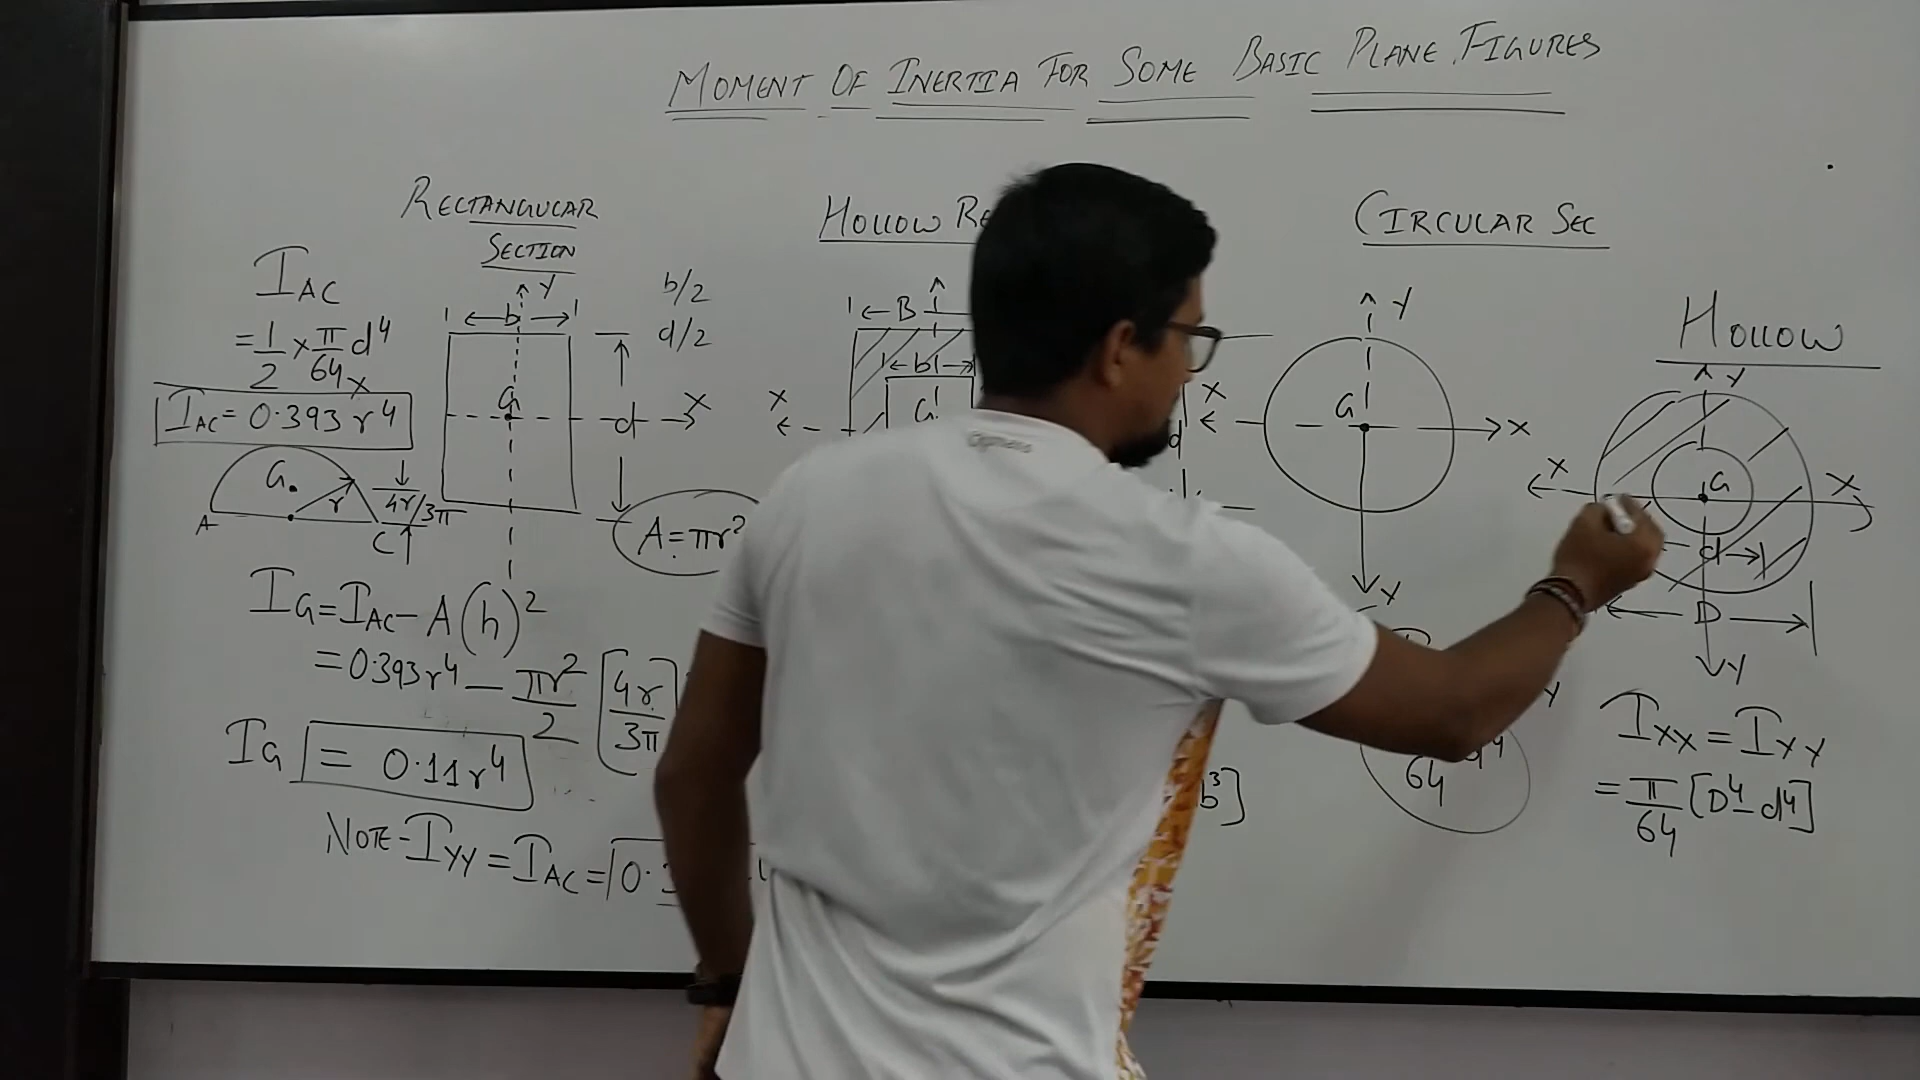 MOMENT OF INERTIA FOR SOME BASIC PLANE FIGURES
RECTANGULAR
SECTION
I_AC
= 1/2 × π/64 d⁴
I_AC = 0.393 r⁴
G
r
4r/3π
A
C
I_G = I_AC - A(h)²
= 0.393 r⁴ - πr²/2 [4r/3π]
I_G = 0.11 r⁴
NOTE - I_YY = I_AC = 0.
Y
b
b/2
d/2
x
G
d
x
A = πr²
HOLLOW
B
b
x
G
d
b³]
CIRCULAR SEC
Y
x
G
x
Y
64
HOLLOW
Y
x
G
x
d
D
Y
I_XX = I_YY
= π/64 [D⁴ - d⁴]